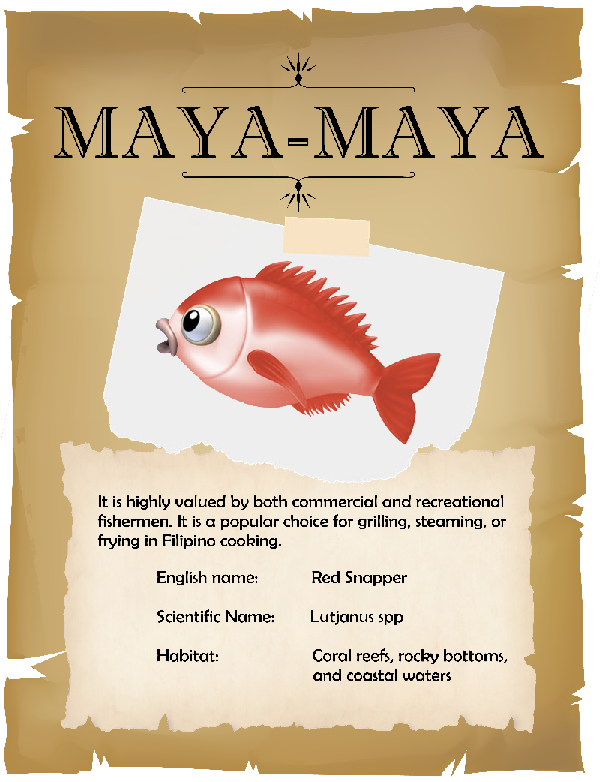 MAYA-MAYA
It is highly valued by both commercial and recreational
fishermen. It is a popular choice for grilling, steaming, or
frying in Filipino cooking.
English name: Red Snapper
Scientific Name: Lutjanus spp
Habitat: Coral reefs, rocky bottoms,
and coastal waters